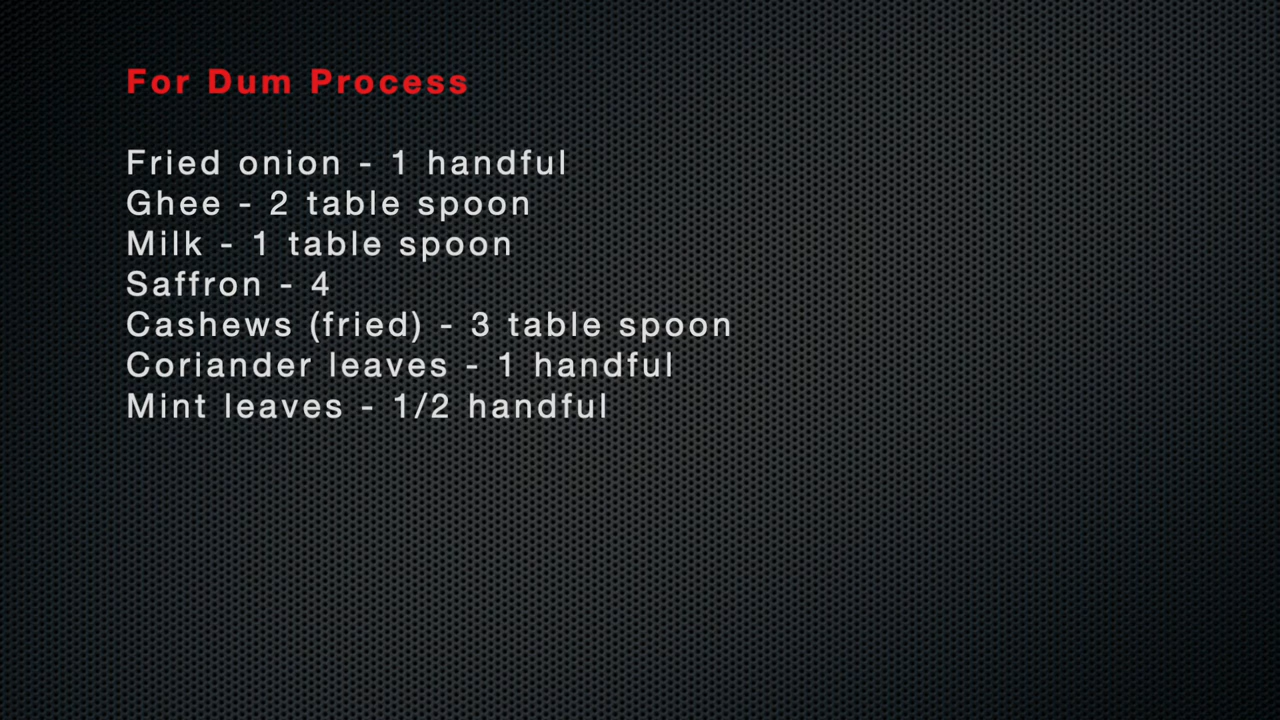 For Dum Process
Fried onion - 1 handful
Ghee - 2 table spoon
Milk - 1 table spoon
Saffron - 4
Cashews (fried) - 3 table spoon
Coriander leaves - 1 handful
Mint leaves - 1/2 handful